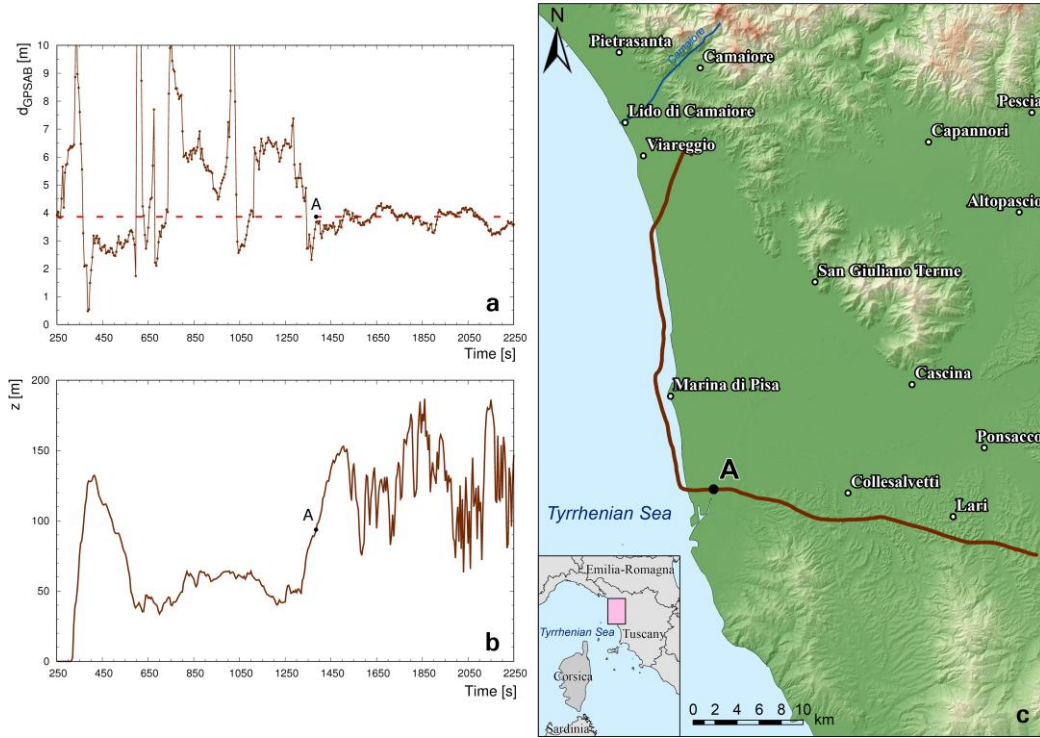 10
9
8
7
6
5
4
3
2
1
0
d_GPSAB [m]
A
a
250 450 650 850 1050 1250 1450 1650 1850 2050 2250
Time [s]
200
150
100
50
0
z [m]
A
b
250 450 650 850 1050 1250 1450 1650 1850 2050 2250
Time [s]
N
Pietrasanta
Camaiore
Camaiore
Pescia
Lido di Camaiore
Capannori
Viareggio
Altopascio
San Giuliano Terme
Marina di Pisa
Cascina
Ponsacco
A
Collesalvetti
Lari
Tyrrhenian Sea
Emilia-Romagna
Tyrrhenian Sea
Tuscany
Corsica
Sardinia
0 2 4 6 8 10
km
c